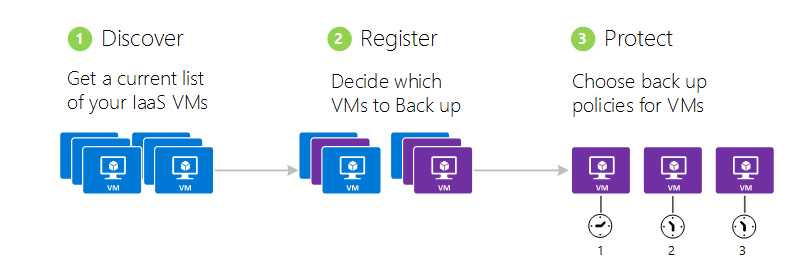 1 Discover
Get a current list
of your IaaS VMs
2 Register
Decide which
VMs to Back up
3 Protect
Choose back up
policies for VMs
VM
VM
VM
VM
VM
VM
VM
1
2
3